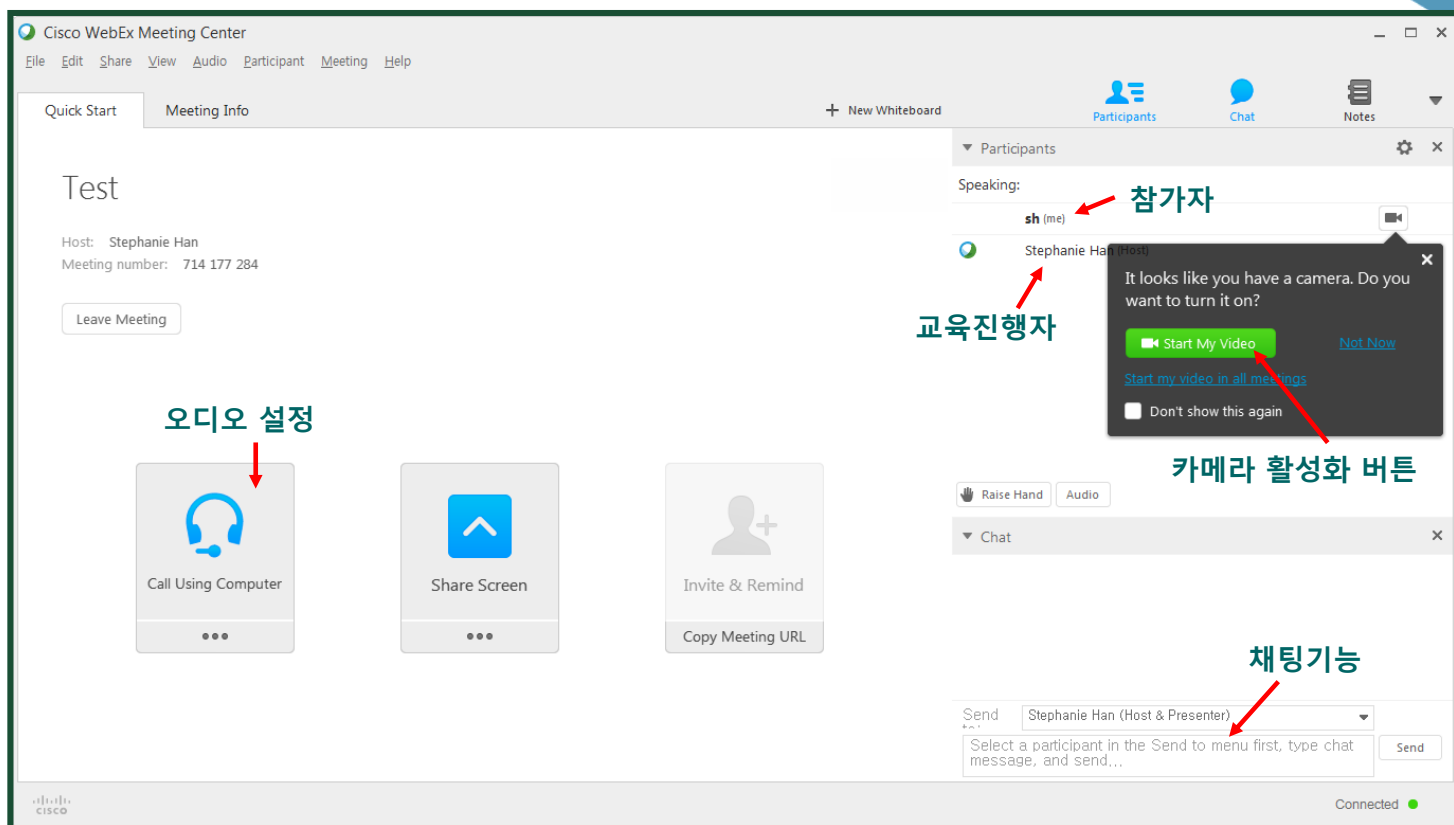 Cisco WebEx Meeting Center
File Edit Share View Audio Participant Meeting Help
Quick Start Meeting Info + New Whiteboard
Participants Chat Notes
Participants
Speaking:
참가자
sh (me)
Stephanie Han (Host)
교육진행자
It looks like you have a camera. Do you
want to turn it on?
Start My Video Not Now
Start my video in all meetings
Don't show this again
카메라 활성화 버튼
Test
Host: Stephanie Han
Meeting number: 714 177 284
Leave Meeting
오디오 설정
Call Using Computer
Share Screen
Invite & Remind
Copy Meeting URL
Raise Hand Audio
Chat
채팅기능
Send Stephanie Han (Host & Presenter)
Select a participant in the Send to menu first, type chat
message, and send...
Send
CISCO
Connected